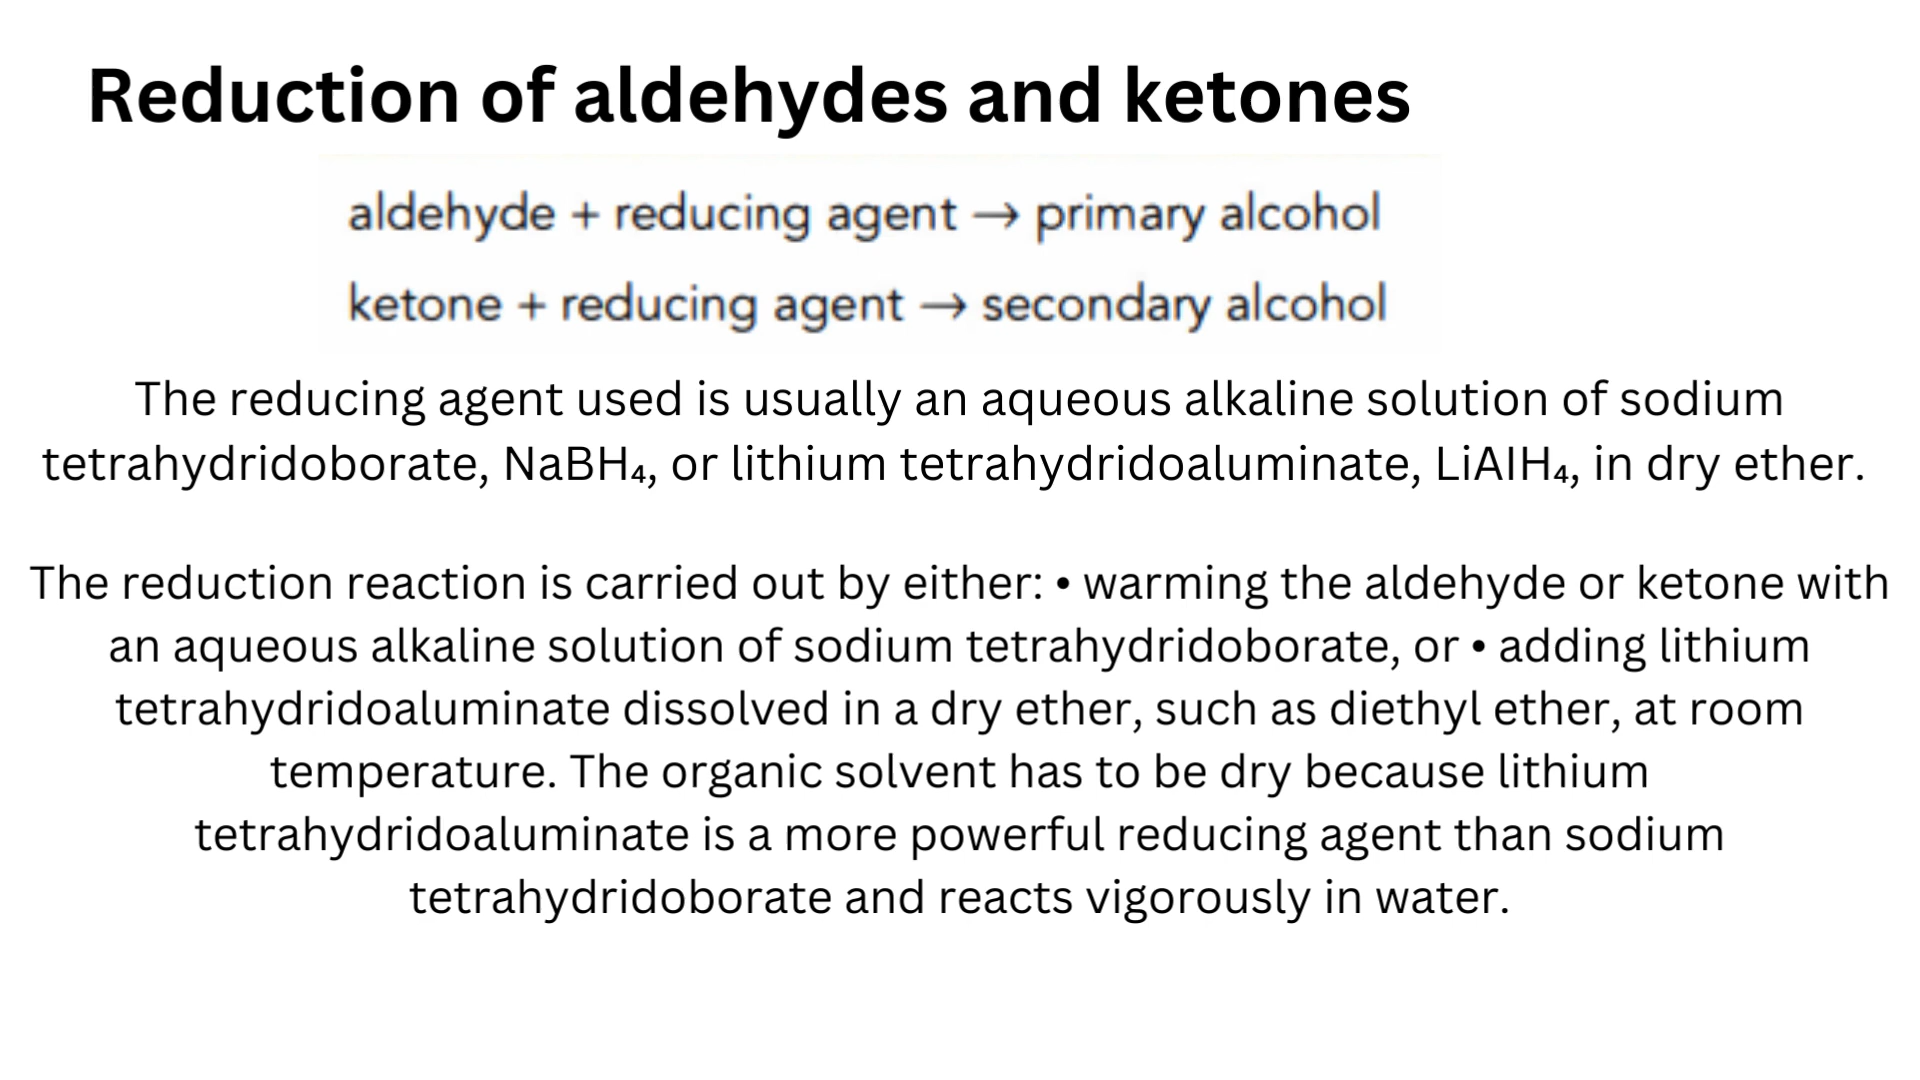 Reduction of aldehydes and ketones
aldehyde + reducing agent → primary alcohol
ketone + reducing agent → secondary alcohol
The reducing agent used is usually an aqueous alkaline solution of sodium
tetrahydridoborate, NaBH₄, or lithium tetrahydridoaluminate, LiAIH₄, in dry ether.
The reduction reaction is carried out by either: • warming the aldehyde or ketone with
an aqueous alkaline solution of sodium tetrahydridoborate, or • adding lithium
tetrahydridoaluminate dissolved in a dry ether, such as diethyl ether, at room
temperature. The organic solvent has to be dry because lithium
tetrahydridoaluminate is a more powerful reducing agent than sodium
tetrahydridoborate and reacts vigorously in water.